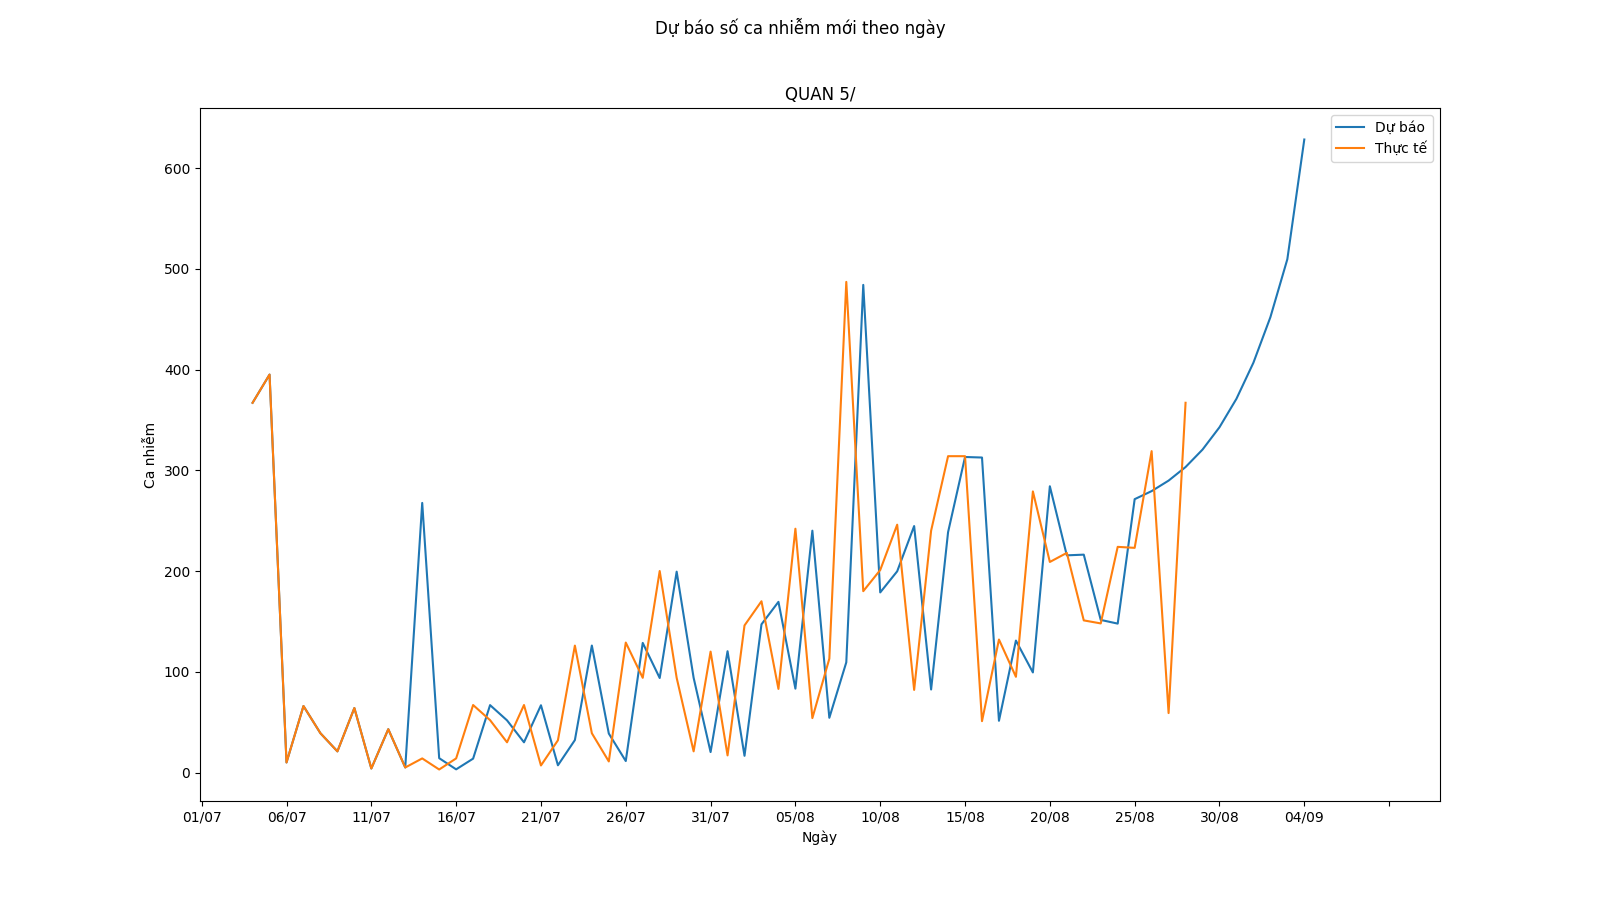 Dự báo số ca nhiễm mới theo ngày
QUAN 5/
Dự báo
Thực tế
600
500
400
300
200
100
0
Ca nhiễm
01/07 06/07 11/07 16/07 21/07 26/07 31/07 05/08 10/08 15/08 20/08 25/08 30/08 04/09
Ngày